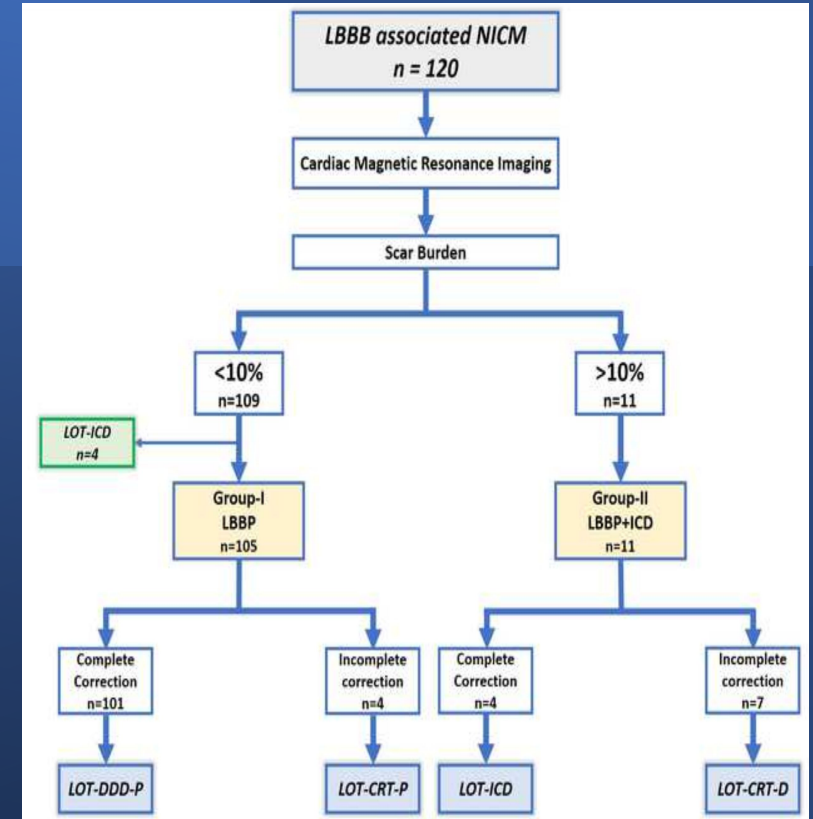 LBBB associated NICM
n = 120
Cardiac Magnetic Resonance Imaging
Scar Burden
<10%
n=109
>10%
n=11
LOT-ICD
n=4
Group-I
LBBP
n=105
Group-II
LBBP+ICD
n=11
Complete
Correction
n=101
Incomplete
correction
n=4
Complete
Correction
n=4
Incomplete
correction
n=7
LOT-DDD-P
LOT-CRT-P
LOT-ICD
LOT-CRT-D